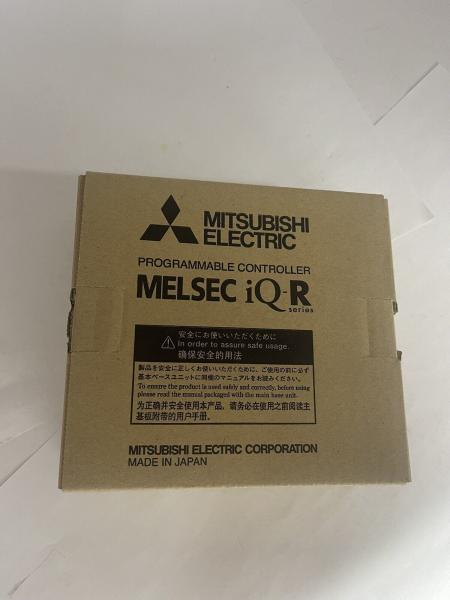 MITSUBISHI
ELECTRIC
PROGRAMMABLE CONTROLLER
MELSEC iQ-R
series
安全にお使いいただくために
In order to assure safe usage.
确保安全的用法
製品を安全に正しくお使いいただくために、ご使用の前に必ず
基本ベースユニットに同梱のマニュアルをお読みください。
To ensure the product is used safely and correctly, before using
please read the manual packaged with the main base unit.
为正确并安全使用本产品，请务必在使用之前阅读主
基板附带的用户手册。
MITSUBISHI ELECTRIC CORPORATION
MADE IN JAPAN